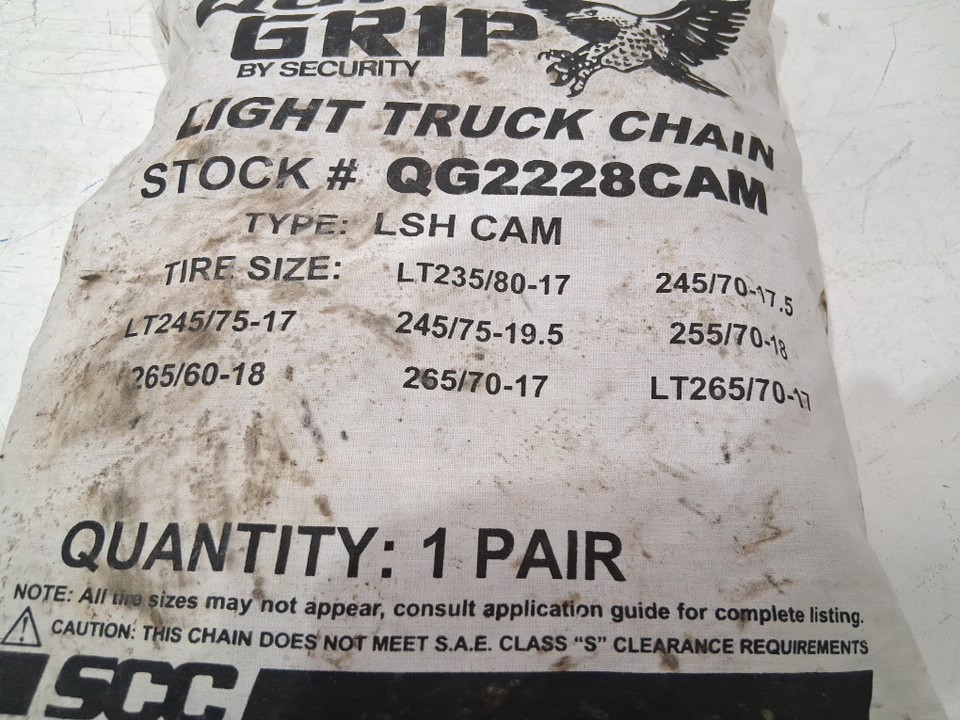 GRIP
BY SECURITY
LIGHT TRUCK CHAIN
STOCK # QG2228CAM
TYPE: LSH CAM
TIRE SIZE: LT235/80-17 245/70-17.5
LT245/75-17 245/75-19.5 255/70-18
265/60-18 265/70-17 LT265/70-17
QUANTITY: 1 PAIR
NOTE: All tire sizes may not appear, consult application guide for complete listing.
CAUTION: THIS CHAIN DOES NOT MEET S.A.E. CLASS “S” CLEARANCE REQUIREMENTS
SCC